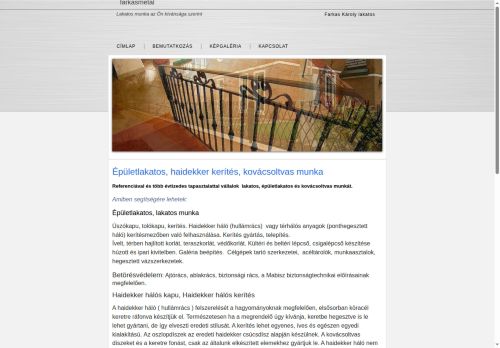 farkasmetal
Lakatos munka az Ön kívánsága szerint
Farkas Károly lakatos
CÍMLAP
BEMUTATKOZÁS
KÉPGALÉRIA
KAPCSOLAT
Épületlakatos, haidekker kerítés, kovácsoltvas munka
Referenciával és több évtizedes tapasztalattal vállalok lakatos, épületlakatos és kovácsoltvas munkát.
Amiben segítségére lehetek
Épületlakatos, lakatos munka
Úszókapu, tolókapu, kerítés. Haidekker háló (hullámrács) vagy térhálós anyagok (ponthegesztett
háló) kerítésmezőben való felhasználása. Kerítés gyártás, telepítés.
Ívelt, térben hajlított korlát, teraszkorlát, védőkorlát. Kültéri és beltéri lépcső, csigalépcső készítése
húzott és ipari kivitelben. Galéria beépítés. Célgépek tartó szerkezetei, acéltárolók, munkaasztalok,
hegesztett vázszerkezetek.
Betörésvédelem: Ajtórács, ablakrács, biztonsági rács, a Mabisz biztonságtechnikai előírásainak
megfelelően.
Haidekker hálós kapu, Haidekker hálós kerítés
A haidekker háló ( hullámrács ) felszerelését a hagyományoknak megfelelően, elsősorban köracél
keretre ráforrva készítjük el. Természetesen ha a megrendelő úgy kívánja, keretbe hegesztve is le
lehet gyártani, de így elveszti eredeti stílusát. A kerítés lehet egyenes, íves és egészen egyedi
kialakítású. Az oszlopdíszek az eredeti haidekker csúcsdísz alapján készülnek. A kovácsoltvas
díszeket és a keretre fonást, csak az általunk elkészített elemekhez gyártjuk le. A haidekker háló nem